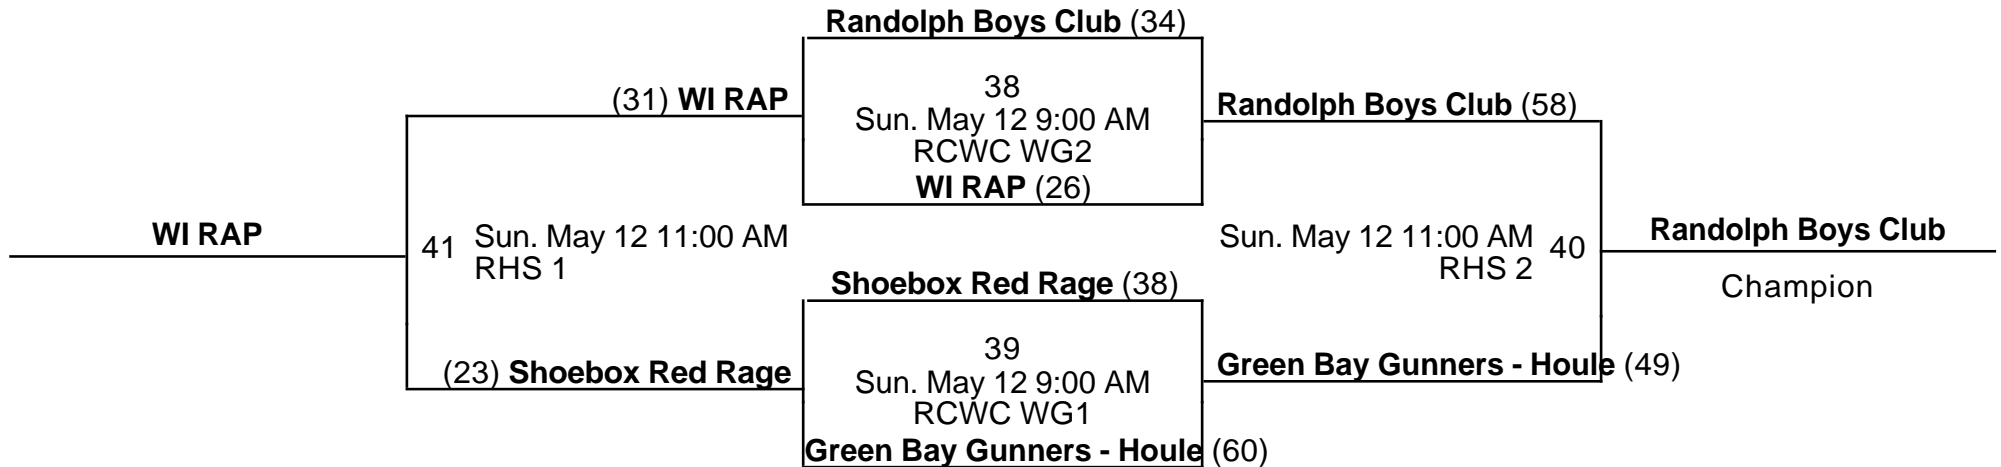 Randolph Boys Club (34)
(31) WI RAP
38
Sun. May 12 9:00 AM
RCWC WG2
Randolph Boys Club (58)
WI RAP (26)
WI RAP
41
Sun. May 12 11:00 AM
RHS 1
Sun. May 12 11:00 AM
RHS 2
40
Randolph Boys Club
Champion
Shoebox Red Rage (38)
(23) Shoebox Red Rage
39
Sun. May 12 9:00 AM
RCWC WG1
Green Bay Gunners - Houle (49)
Green Bay Gunners - Houle (60)